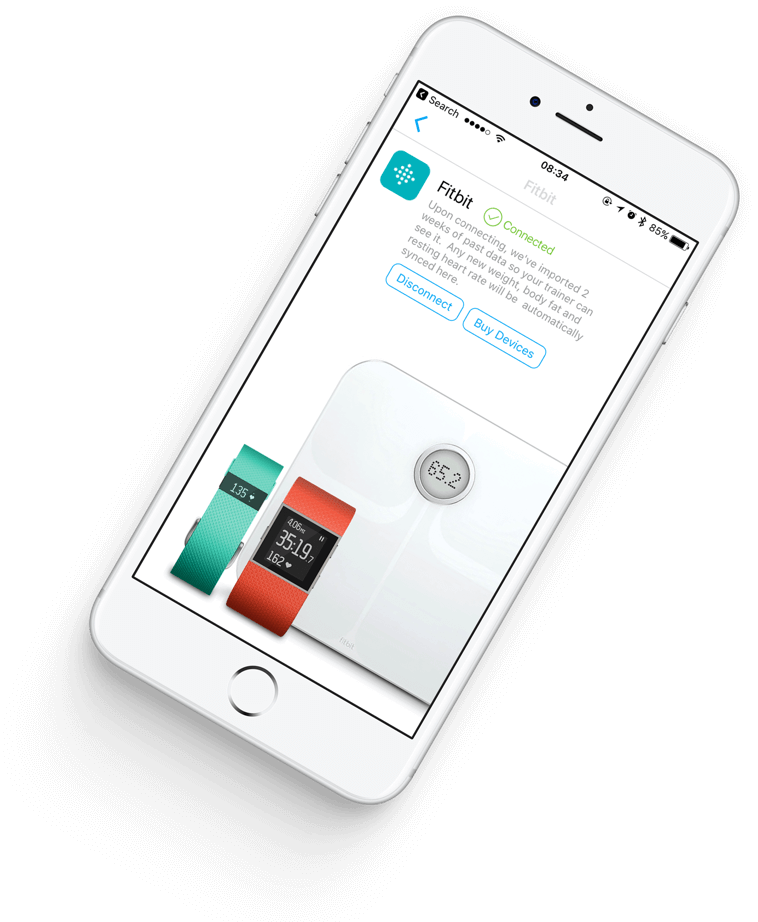 Search
08:34
85%
Fitbit
Fitbit
Connected
Upon connecting, we've imported 2
weeks of past data so your trainer can
see it. Any new weight, body fat and
resting heart rate will be automatically
synced here.
Disconnect
Buy Devices
65.2
135
4.06MI
35:19.7
162
fitbit